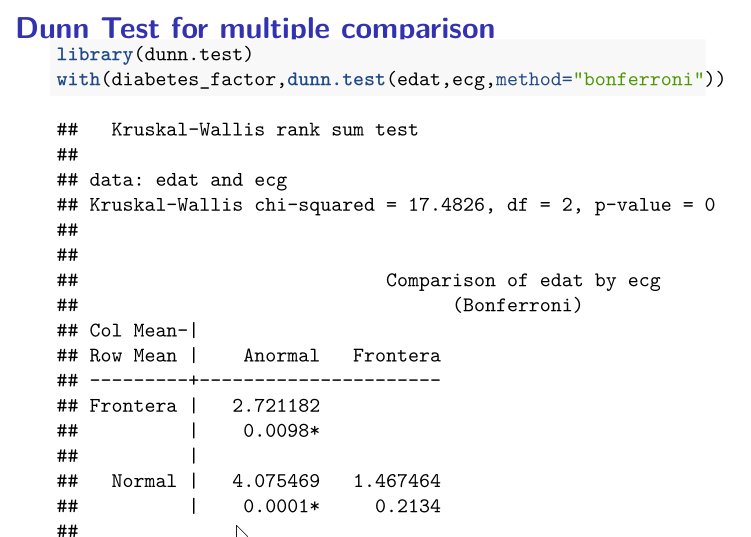 Dunn Test for multiple comparison
library(dunn.test)
with(diabetes_factor,dunn.test(edat,ecg,method="bonferroni"))
##   Kruskal-Wallis rank sum test
##
## data: edat and ecg
## Kruskal-Wallis chi-squared = 17.4826, df = 2, p-value = 0
##
##
##                            Comparison of edat by ecg
##                                  (Bonferroni)
## Col Mean-|
## Row Mean |    Anormal   Frontera
## ---------+----------------------
## Frontera |   2.721182
##          |    0.0098*
##          |
##   Normal |   4.075469   1.467464
##          |    0.0001*     0.2134
##